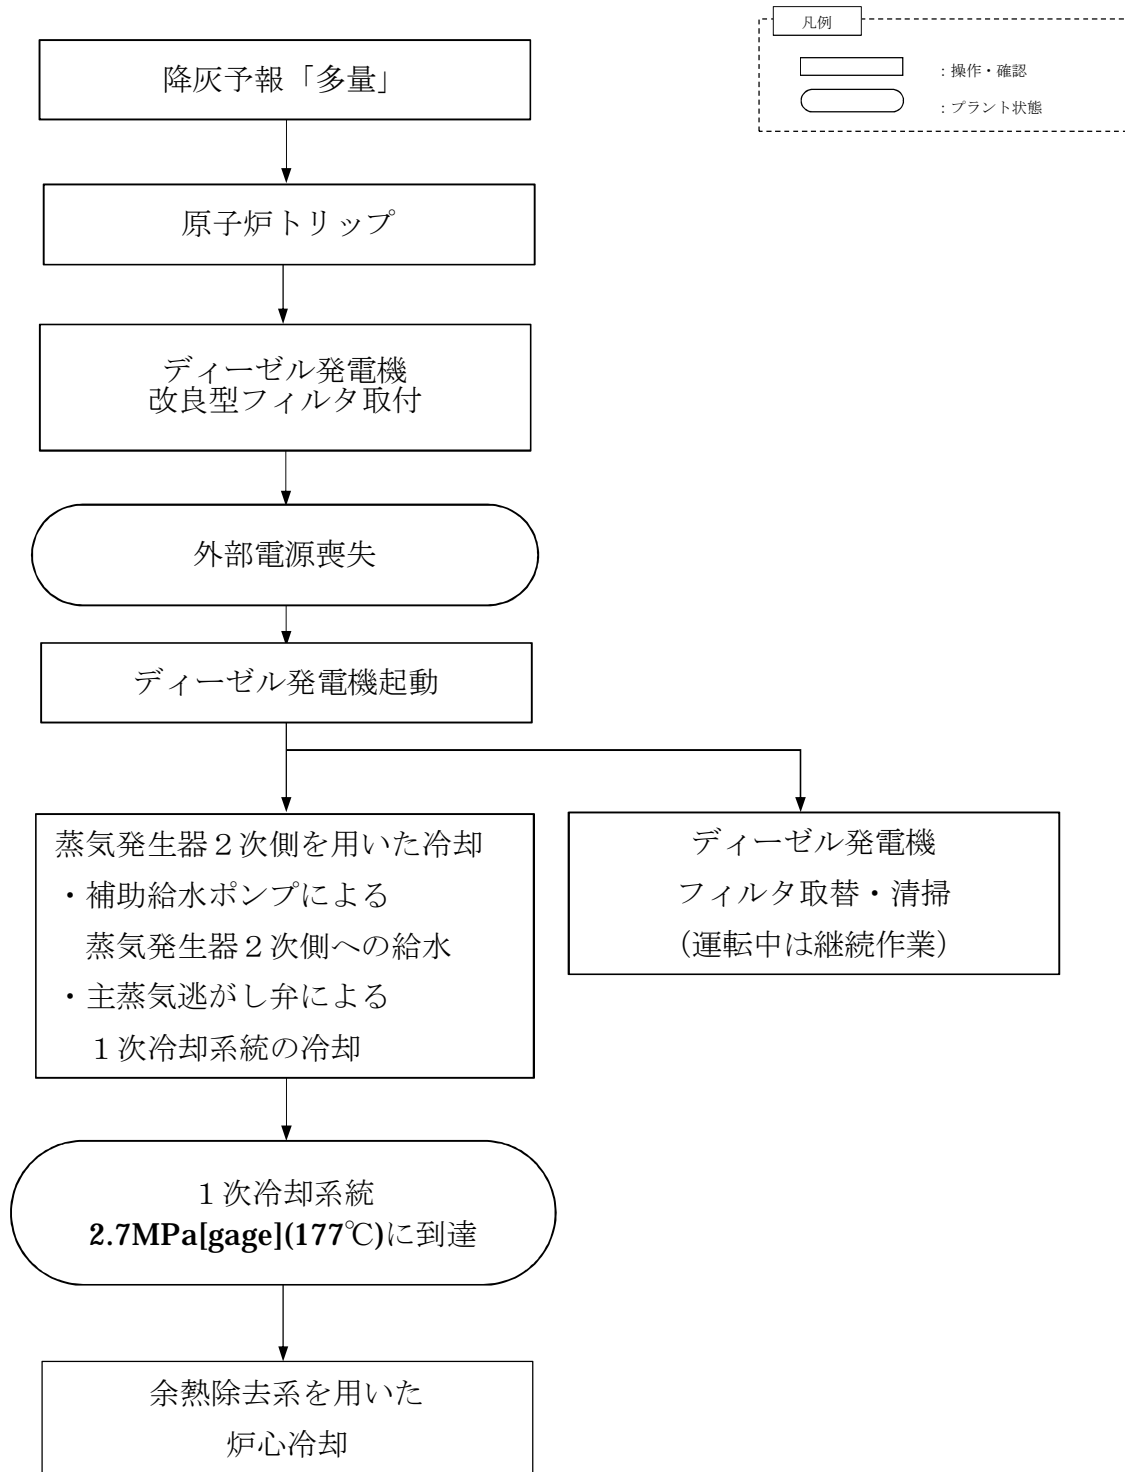 凡例
：操作・確認
：プラント状態
降灰予報「多量」
原子炉トリップ
ディーゼル発電機
改良型フィルタ取付
外部電源喪失
ディーゼル発電機起動
蒸気発生器２次側を用いた冷却
・補助給水ポンプによる
蒸気発生器２次側への給水
・主蒸気逃がし弁による
１次冷却系統の冷却
ディーゼル発電機
フィルタ取替・清掃
（運転中は継続作業）
１次冷却系統
2.7MPa[gage](177℃)に到達
余熱除去系を用いた
炉心冷却